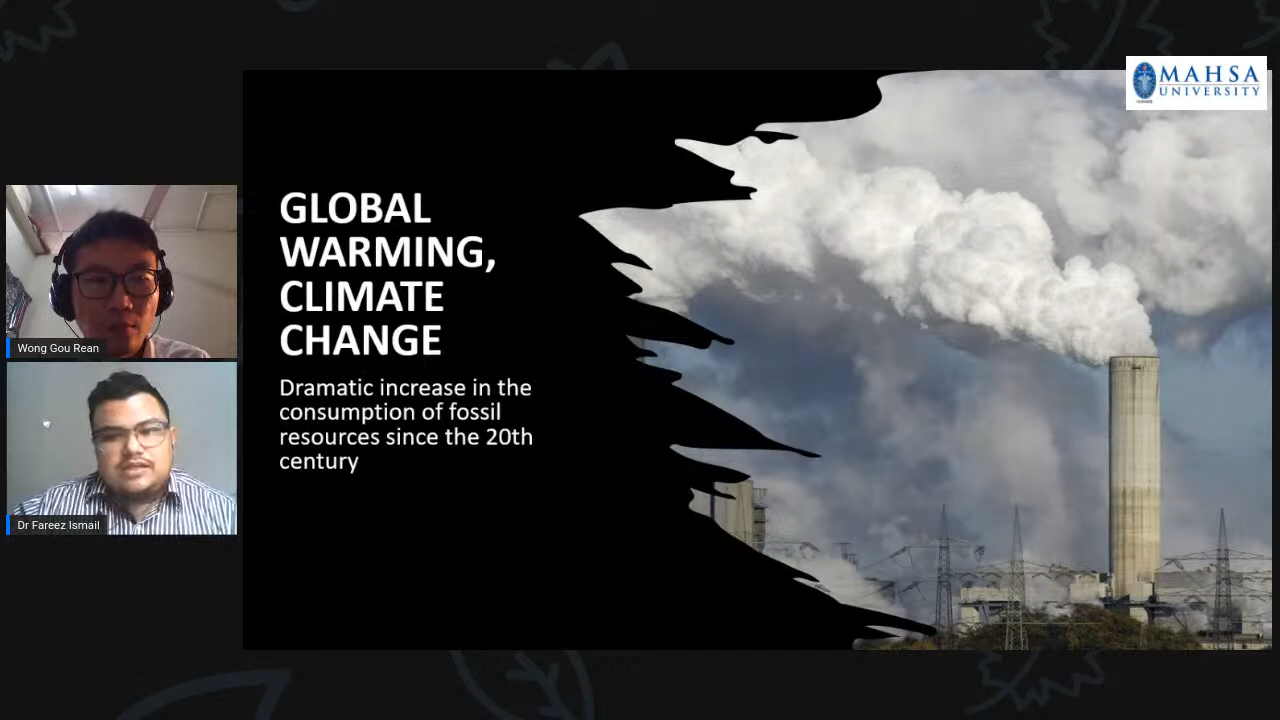 MAHSA
UNIVERSITY
GLOBAL
WARMING,
CLIMATE
CHANGE
Dramatic increase in the
consumption of fossil
resources since the 20th
century
Wong Gou Rean
Dr Fareez Ismail